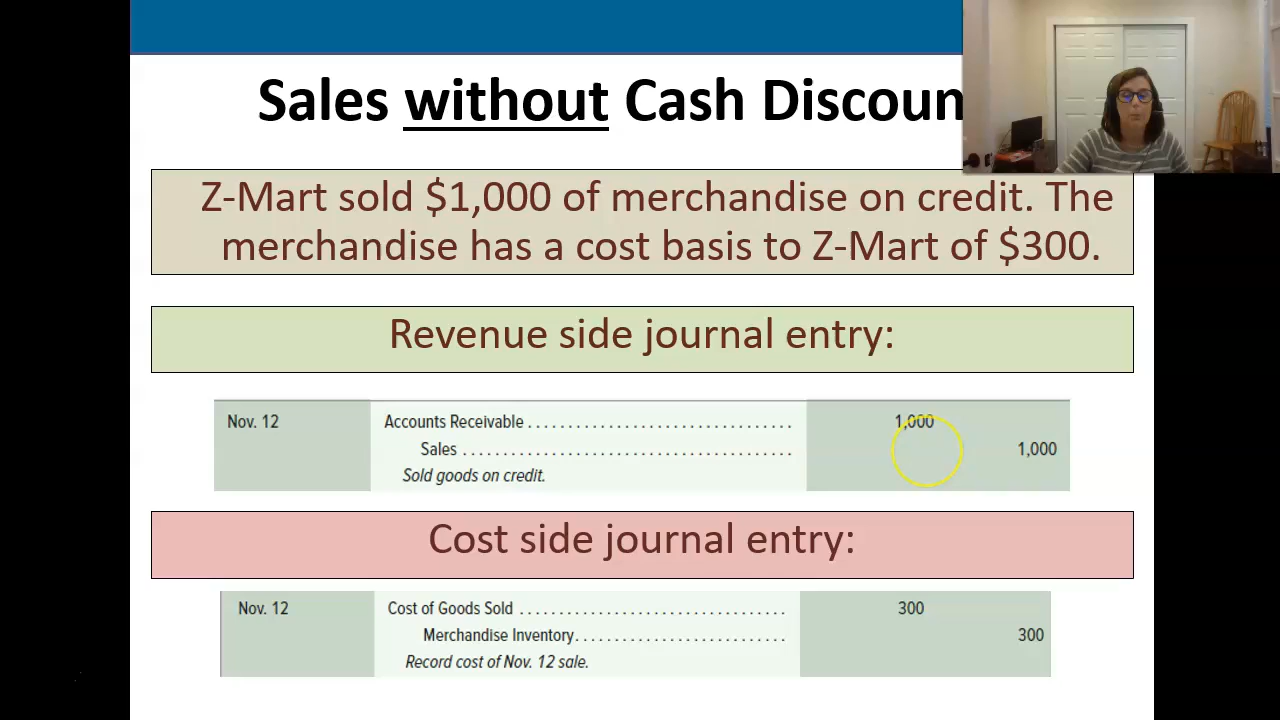 Sales without Cash Discoun
Z-Mart sold $1,000 of merchandise on credit. The
merchandise has a cost basis to Z-Mart of $300.
Revenue side journal entry:
Nov. 12 Accounts Receivable ................................. 1,000
Sales ......................................... 1,000
Sold goods on credit.
Cost side journal entry:
Nov. 12 Cost of Goods Sold ................................. 300
Merchandise Inventory.......................... 300
Record cost of Nov. 12 sale.